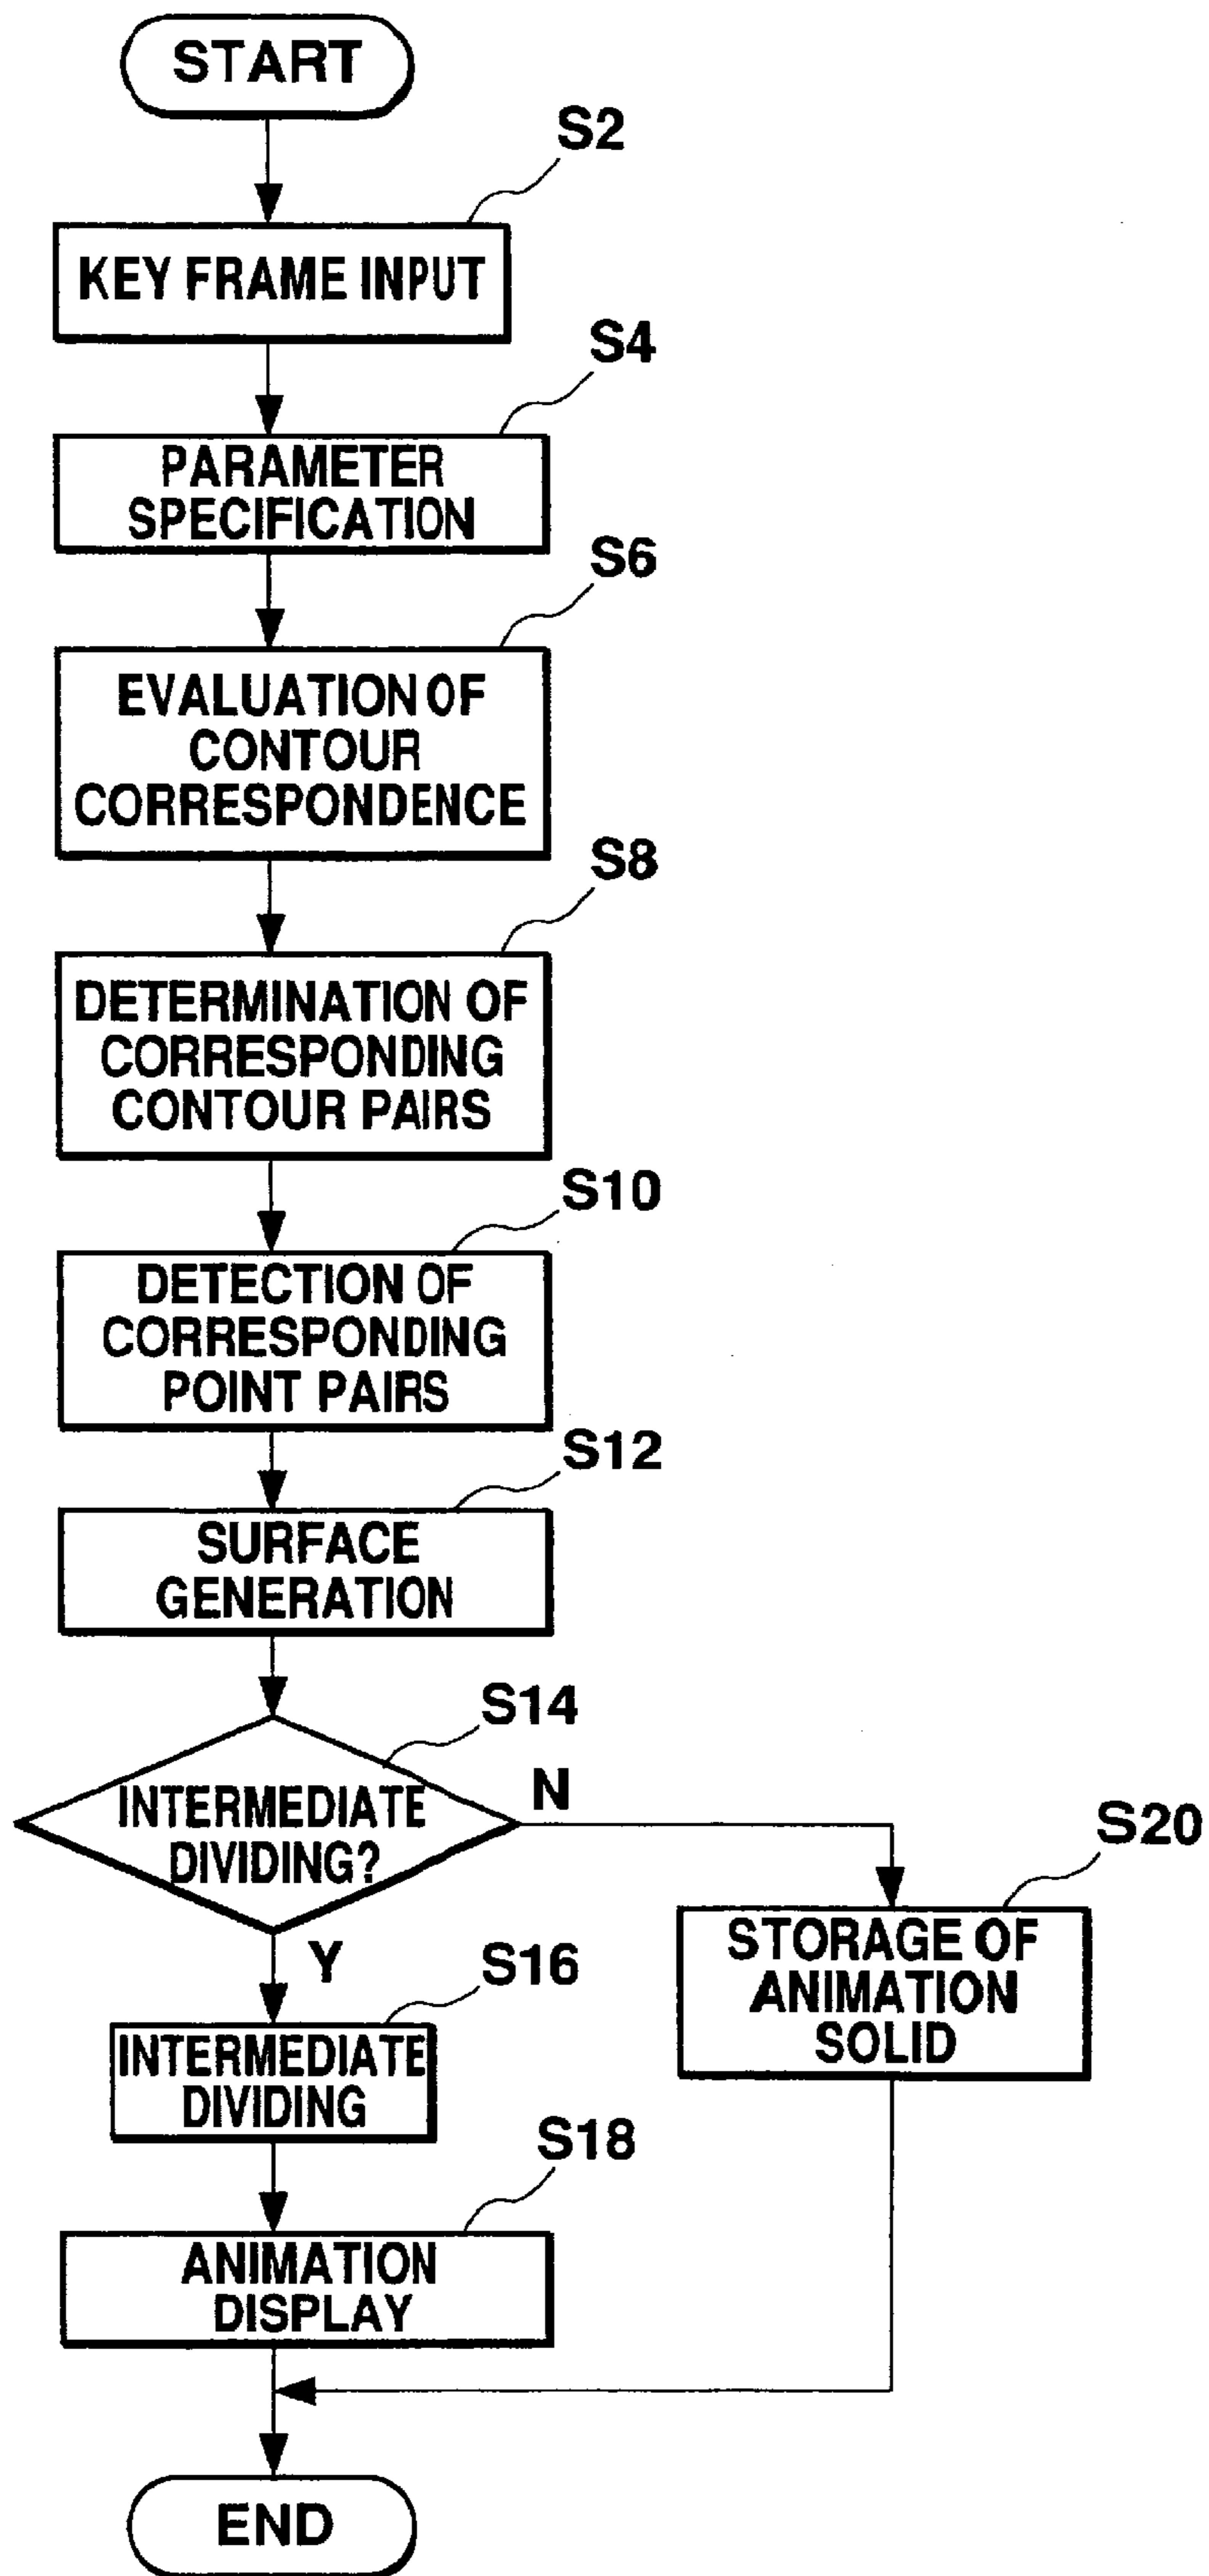 START
S2
KEY FRAME INPUT
S4
PARAMETER
SPECIFICATION
S6
EVALUATION OF
CONTOUR
CORRESPONDENCE
S8
DETERMINATION OF
CORRESPONDING
CONTOUR PAIRS
S10
DETECTION OF
CORRESPONDING
POINT PAIRS
S12
SURFACE
GENERATION
S14
INTERMEDIATE
DIVIDING?
N
S20
STORAGE OF
ANIMATION
SOLID
Y
S16
INTERMEDIATE
DIVIDING
S18
ANIMATION
DISPLAY
END